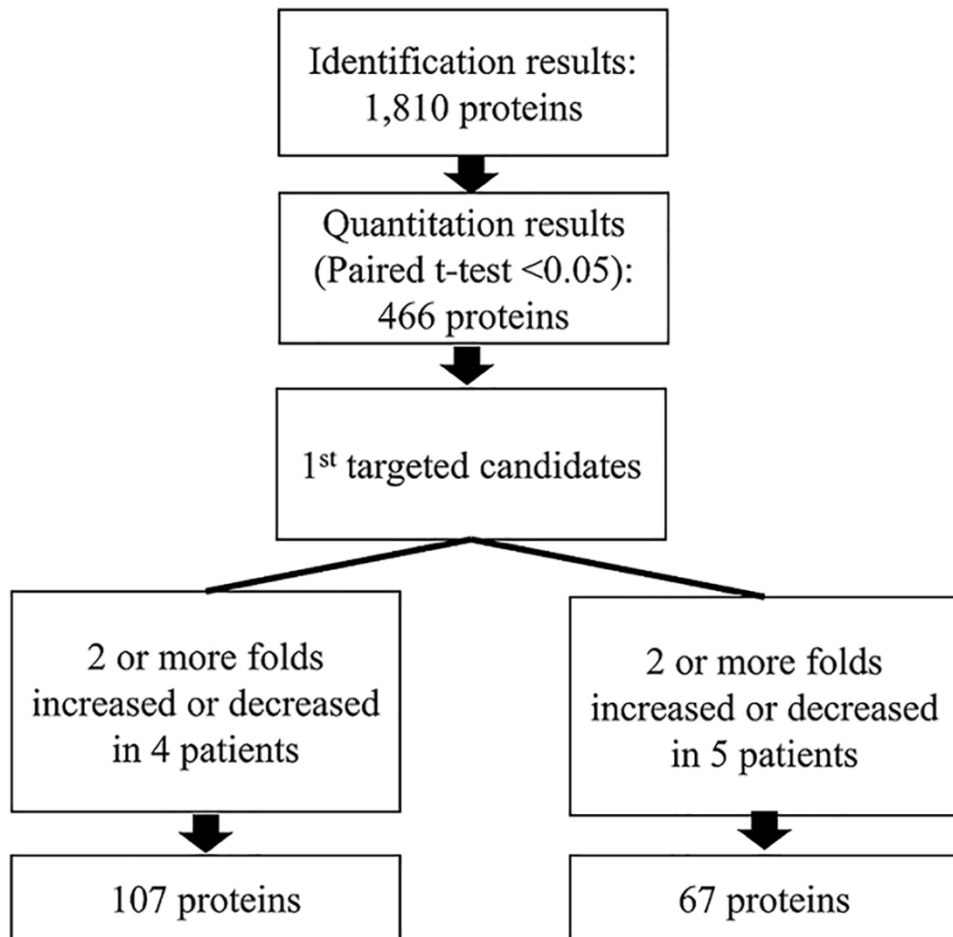 Identification results:
1,810 proteins
Quantitation results
(Paired t-test <0.05):
466 proteins
1st targeted candidates
2 or more folds
increased or decreased
in 4 patients
2 or more folds
increased or decreased
in 5 patients
107 proteins
67 proteins